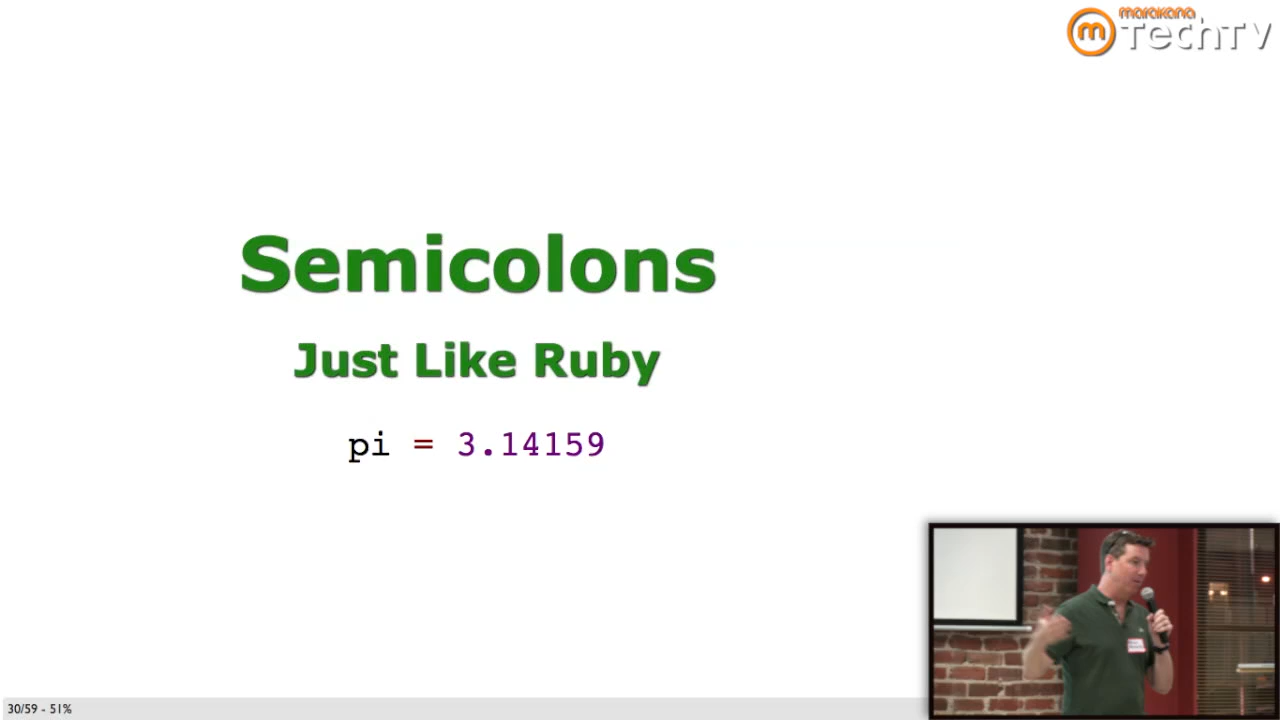 marakana
TechTV
Semicolons
Just Like Ruby
pi = 3.14159
30/59 - 51%